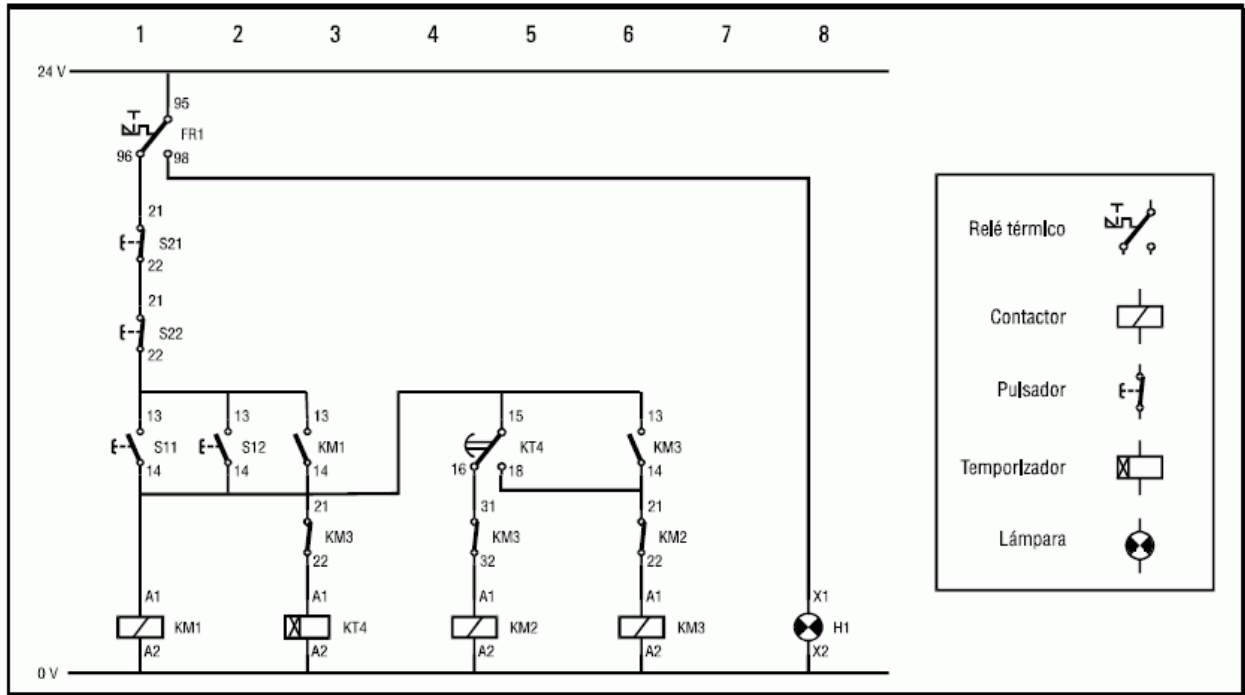 1 2 3 4 5 6 7 8
24 V
95
FR1
96 98
21
S21
22
21
S22
22
13 13 13 15 13
S11 S12 KM1 KT4 KM3
14 14 14 16 18 14
21 31 21
KM3 KM3 KM2
22 32 22
A1 A1 A1 A1 X1
KM1 KT4 KM2 KM3 H1
A2 A2 A2 A2 X2
0 V
Relé térmico
Contactor
Pulsador
Temporizador
Lámpara